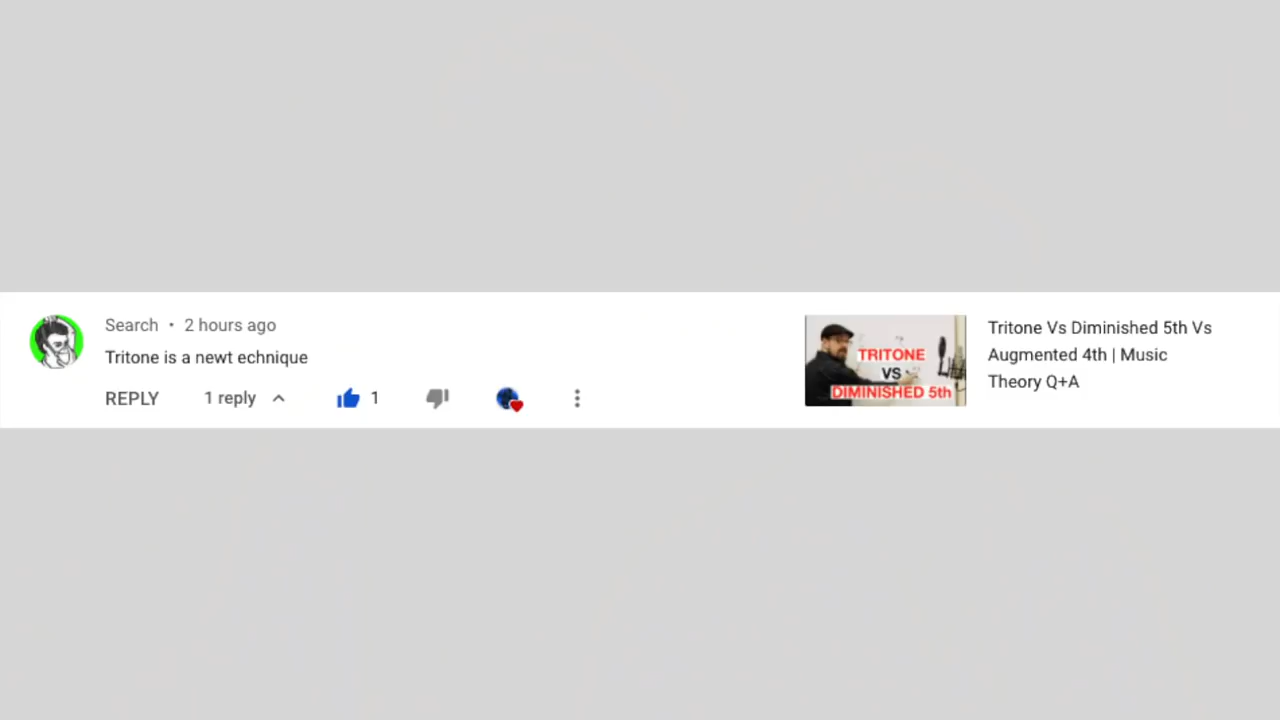 Search • 2 hours ago
Tritone is a newt echnique
REPLY 1 reply 1
TRITONE
VS
DIMINISHED 5th
Tritone Vs Diminished 5th Vs
Augmented 4th | Music
Theory Q+A